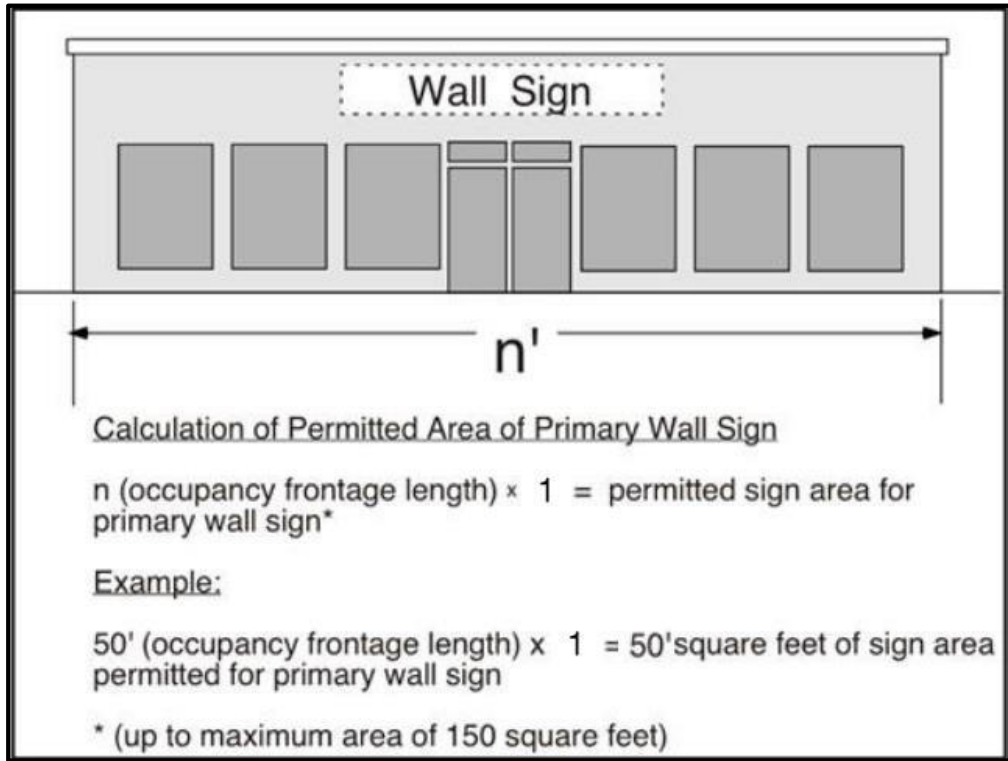 Wall Sign
n'
Calculation of Permitted Area of Primary Wall Sign
n (occupancy frontage length) × 1 = permitted sign area for
primary wall sign*
Example:
50' (occupancy frontage length) x 1 = 50'square feet of sign area
permitted for primary wall sign
* (up to maximum area of 150 square feet)